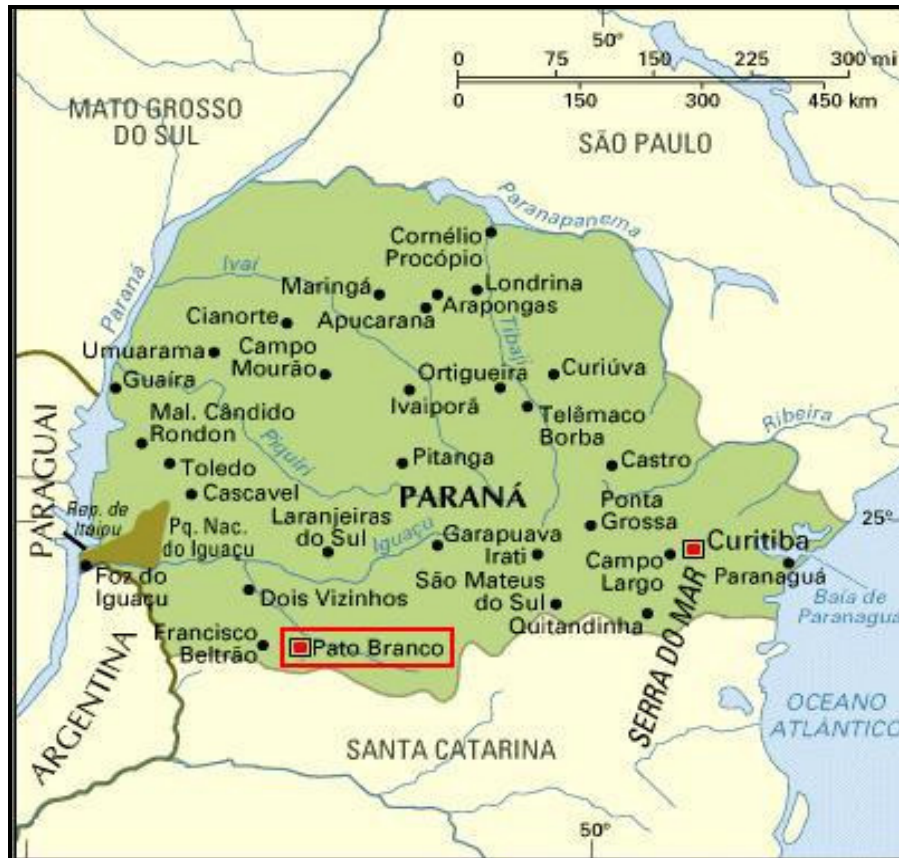 50º
0 75 150 225 300 mi
0 150 300 450 km
MATO GROSSO
DO SUL
SÃO PAULO
Paranapanema
Paraná
Ivaí
Cornélio
Procópio
Maringá
Londrina
Arapongas
Apucarana
Cianorte
Tibaji
Umuarama
Campo
Mourão
Guaíra
Ortigueira
Curiúva
Ivaiporã
Telêmaco
Borba
Ribeira
Mal. Cândido
Rondon
Piquiri
Toledo
Pitanga
Castro
Cascavel
PARANÁ
PARAGUAI
Rep. de
Itaipu
Pq. Nac.
do Iguaçu
Laranjeiras
do Sul
Iguaçu
Garapuava
Ponta
Grossa
25º
Irati
Campo
Largo
Curitiba
Paranaguá
Foz do
Iguaçu
Dois Vizinhos
São Mateus
do Sul
Quitandinha
Baía de
Paranaguá
Francisco
Beltrão
Pato Branco
SERRA DO MAR
ARGENTINA
OCEANO
ATLÂNTICO
SANTA CATARINA
50º